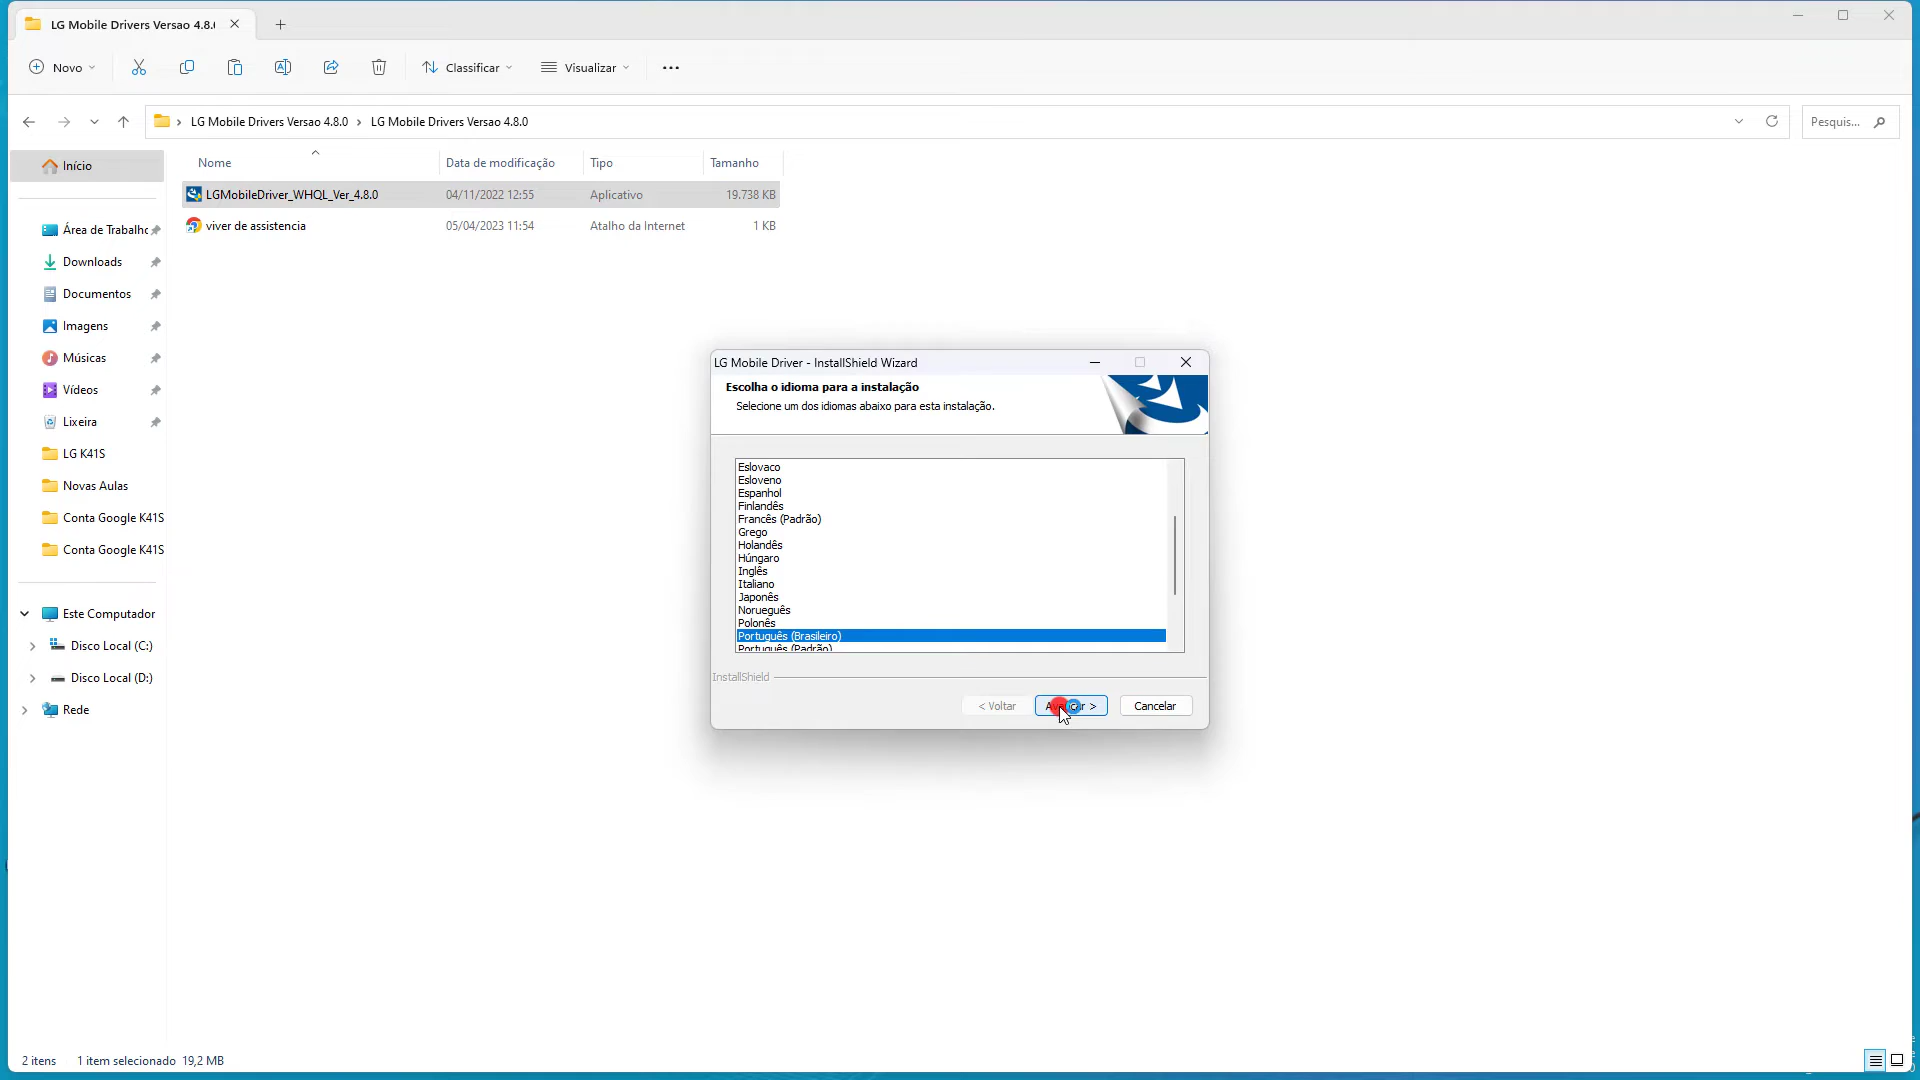 LG Mobile Drivers Versao 4.8.0
Novo
Classificar
Visualizar
LG Mobile Drivers Versao 4.8.0 › LG Mobile Drivers Versao 4.8.0
Pesquis...
Início
Nome Data de modificação Tipo Tamanho
LGMobileDriver_WHQL_Ver_4.8.0 04/11/2022 12:55 Aplicativo 19.738 KB
viver de assistencia 05/04/2023 11:54 Atalho da Internet 1 KB
Área de Trabalho
Downloads
Documentos
Imagens
Músicas
Vídeos
Lixeira
LG K41S
Novas Aulas
Conta Google K41S
Conta Google K41S
Este Computador
Disco Local (C:)
Disco Local (D:)
Rede
LG Mobile Driver - InstallShield Wizard
Escolha o idioma para a instalação
Selecione um dos idiomas abaixo para esta instalação.
Eslovaco
Esloveno
Espanhol
Finlandês
Francês (Padrão)
Grego
Holandês
Húngaro
Inglês
Italiano
Japonês
Norueguês
Polonês
Português (Brasileiro)
Português (Padrão)
InstallShield
< Voltar
Avançar >
Cancelar
2 itens 1 item selecionado 19,2 MB